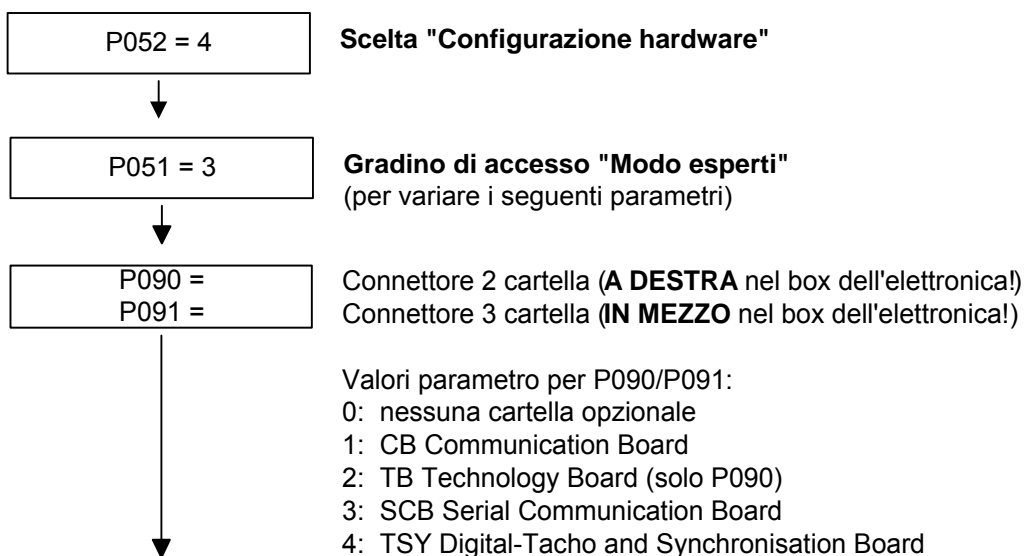 P052 = 4
Scelta "Configurazione hardware"
P051 = 3
Gradino di accesso "Modo esperti"
(per variare i seguenti parametri)
P090 =
P091 =
Connettore 2 cartella (A DESTRA nel box dell'elettronica!)
Connettore 3 cartella (IN MEZZO nel box dell'elettronica!)
Valori parametro per P090/P091:
0: nessuna cartella opzionale
1: CB Communication Board
2: TB Technology Board (solo P090)
3: SCB Serial Communication Board
4: TSY Digital-Tacho and Synchronisation Board